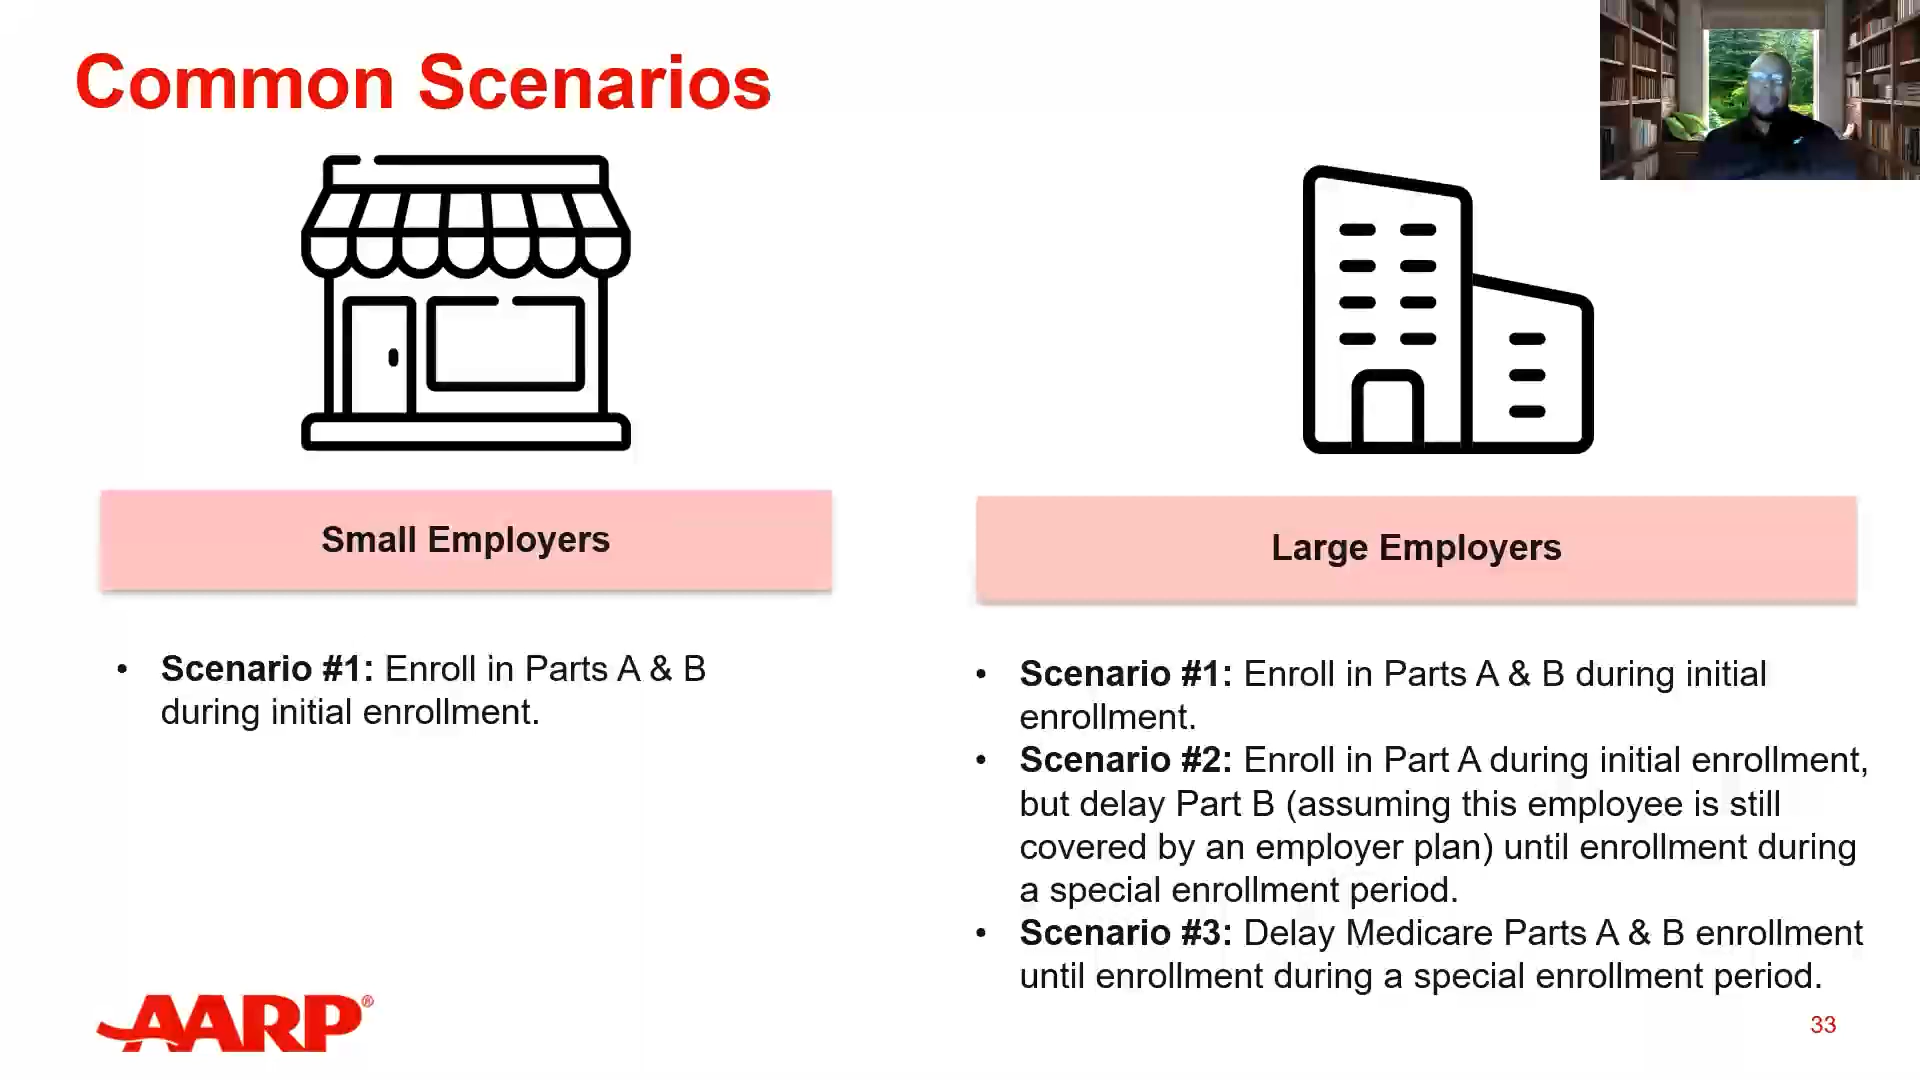 Common Scenarios
Small Employers
• Scenario #1: Enroll in Parts A & B
during initial enrollment.
Large Employers
• Scenario #1: Enroll in Parts A & B during initial
enrollment.
• Scenario #2: Enroll in Part A during initial enrollment,
but delay Part B (assuming this employee is still
covered by an employer plan) until enrollment during
a special enrollment period.
• Scenario #3: Delay Medicare Parts A & B enrollment
until enrollment during a special enrollment period.
AARP®
33